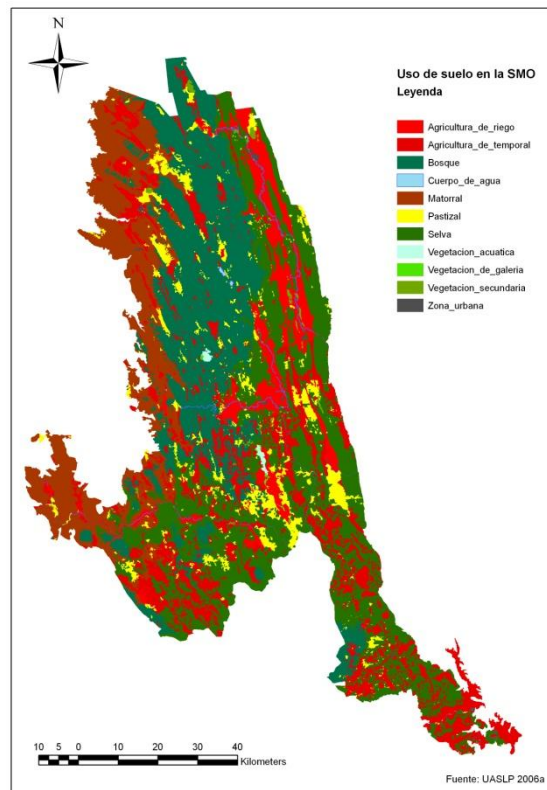 N
Uso de suelo en la SMO
Leyenda
Agricultura_de_riego
Agricultura_de_temporal
Bosque
Cuerpo_de_agua
Matorral
Pastizal
Selva
Vegetacion_acuatica
Vegetacion_de_galeria
Vegetacion_secundaria
Zona_urbana
10 5 0 10 20 30 40
Kilometers
Fuente: UASLP 2006a